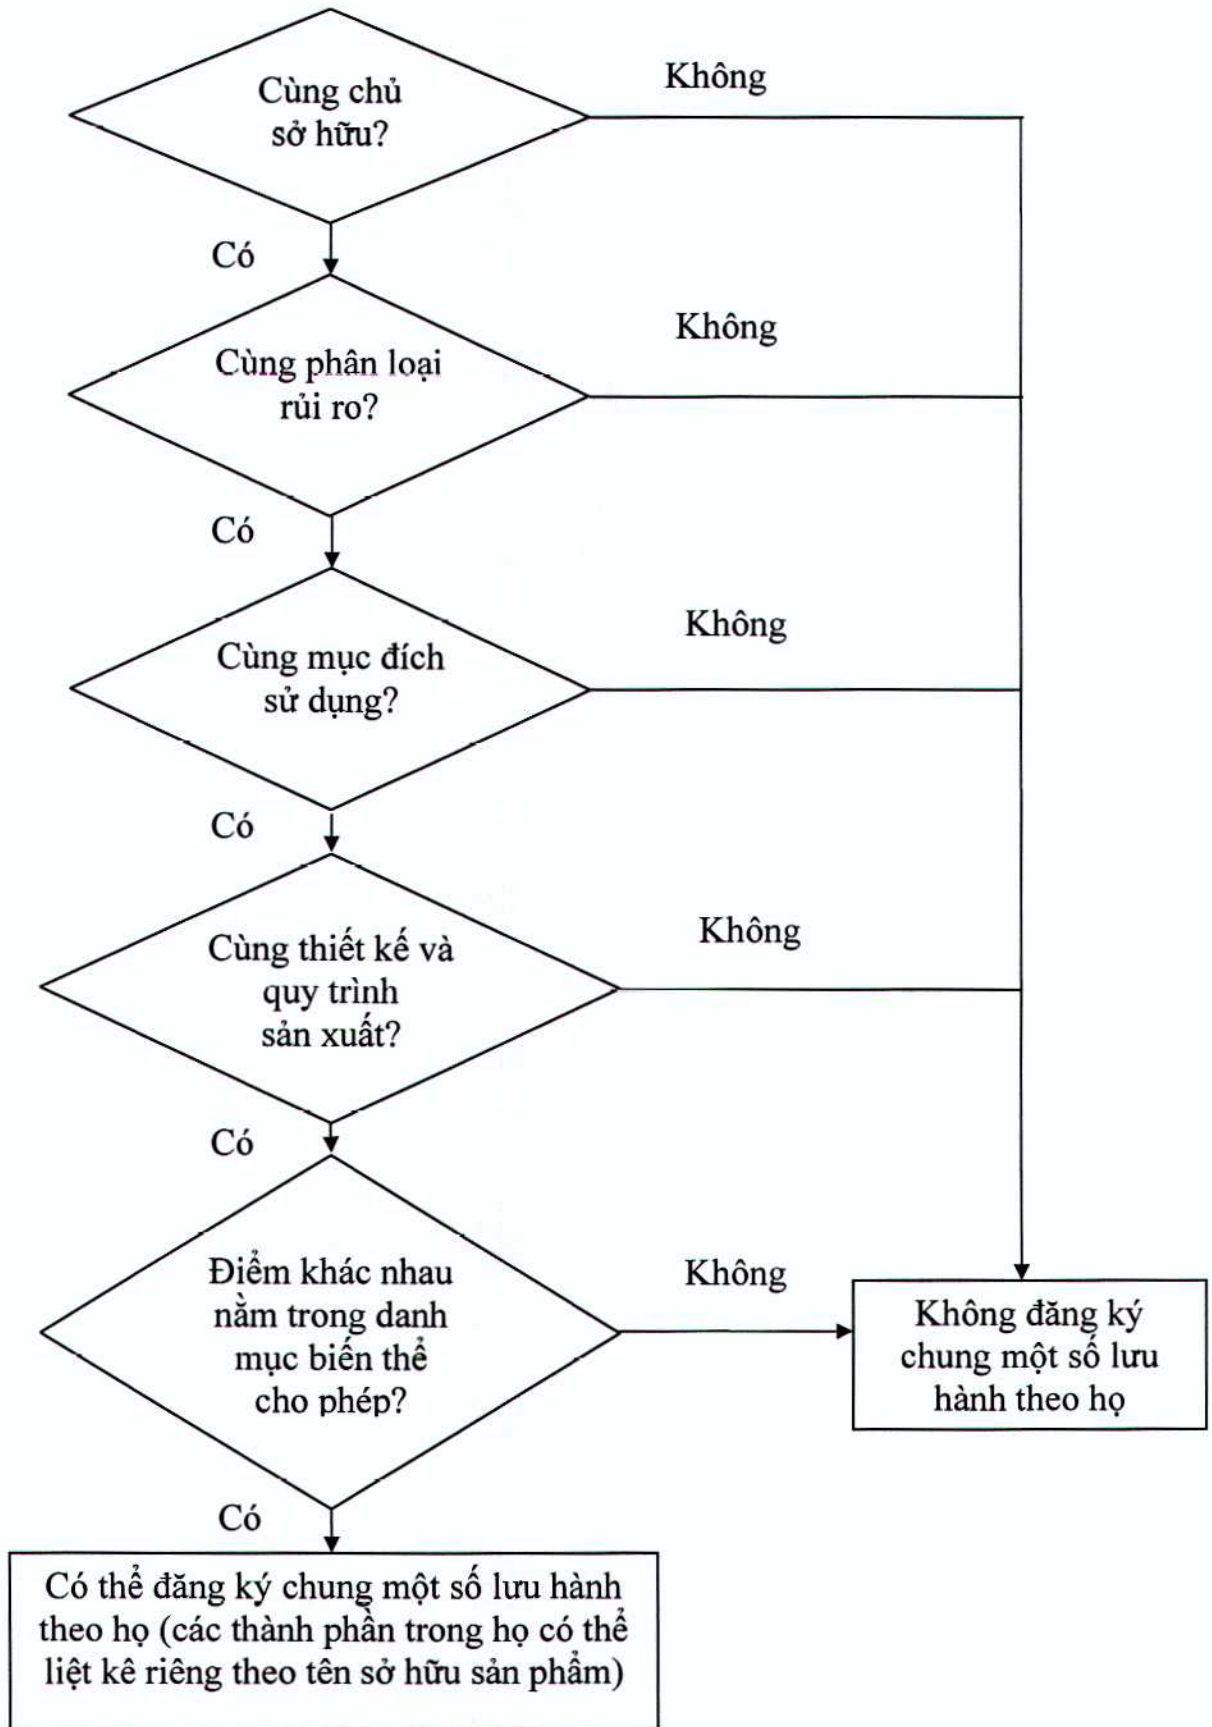 Cùng chủ
sở hữu?
Không
Có
Cùng phân loại
rủi ro?
Không
Có
Cùng mục đích
sử dụng?
Không
Có
Cùng thiết kế và
quy trình
sản xuất?
Không
Có
Điểm khác nhau
nằm trong danh
mục biến thể
cho phép?
Không
Không đăng ký
chung một số lưu
hành theo họ
Có
Có thể đăng ký chung một số lưu hành
theo họ (các thành phần trong họ có thể
liệt kê riêng theo tên sở hữu sản phẩm)